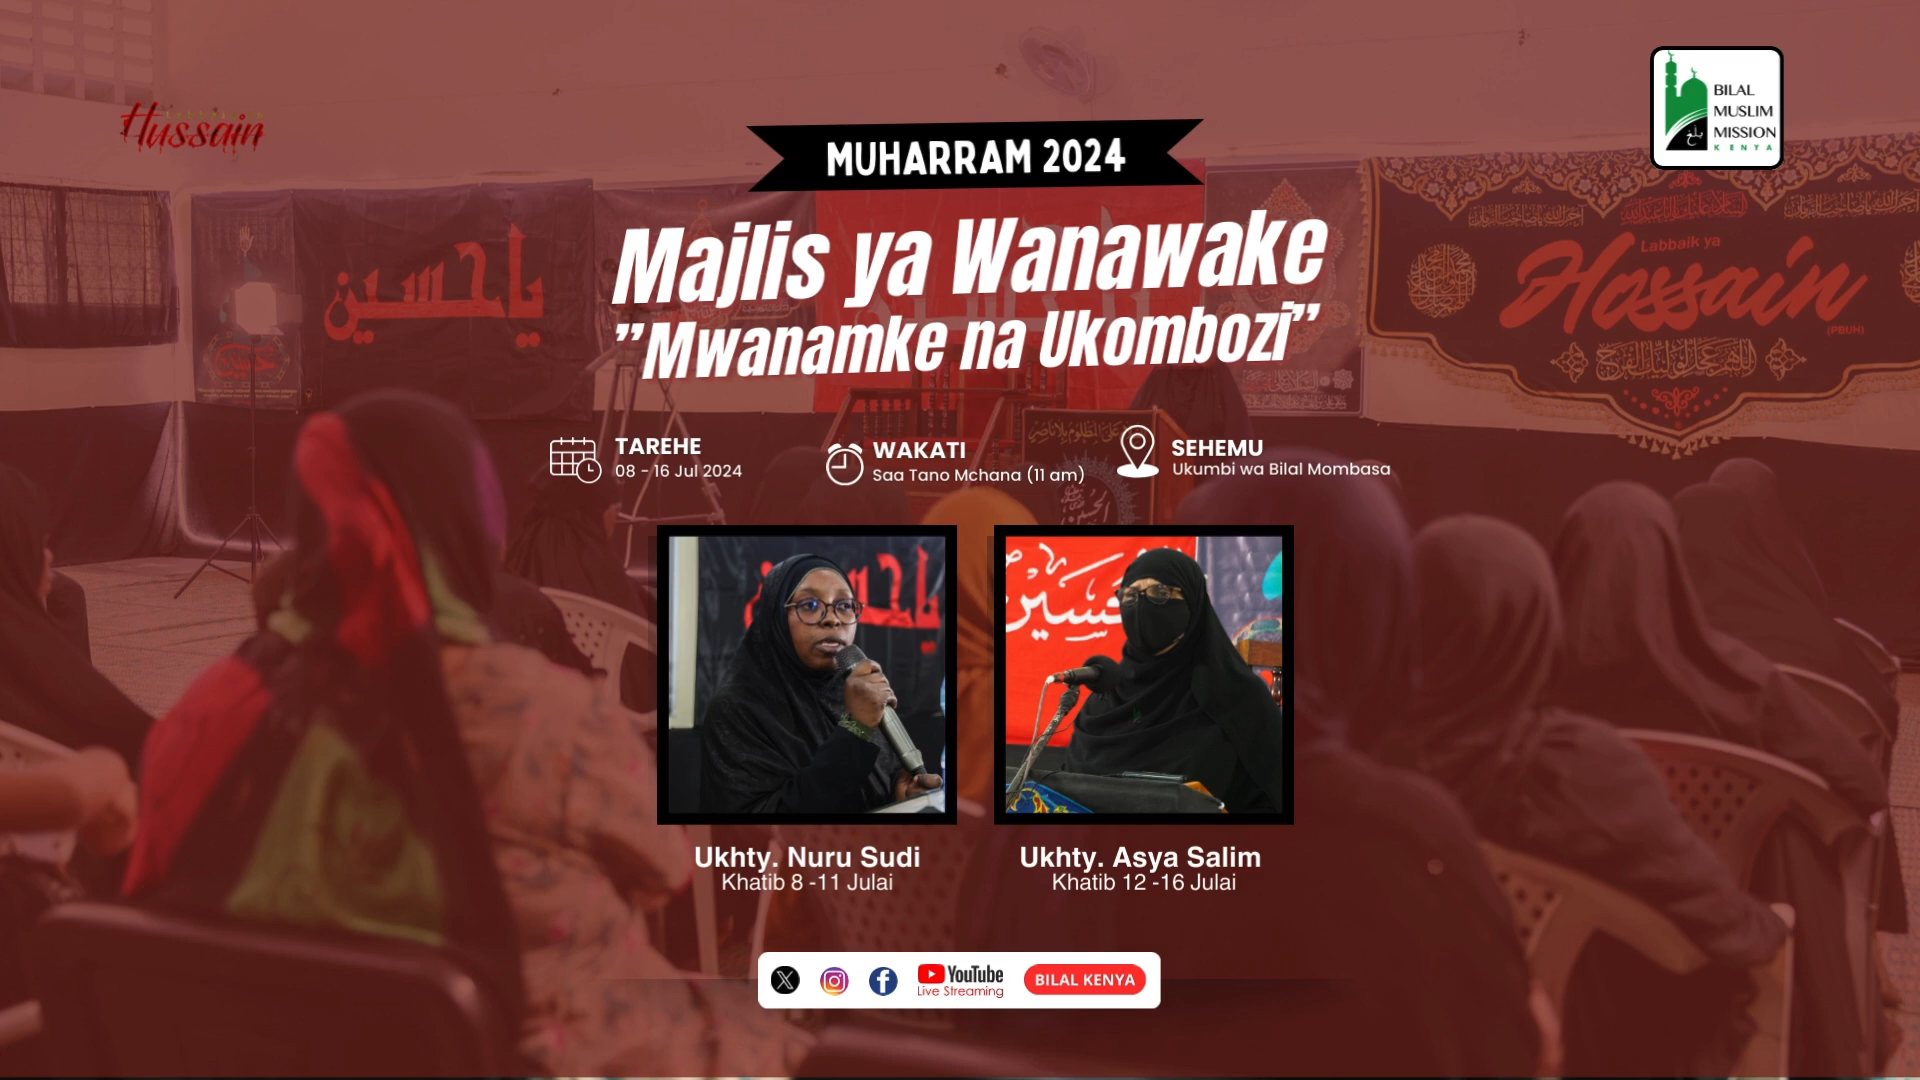 Hussain
BILAL
MUSLIM
MISSION
KENYA
MUHARRAM 2024
Majlis ya Wanawake
"Mwanamke na Ukombozi"
ياحسين
Labbaik ya
Hussain
(PBUH)
TAREHE
08 - 16 Jul 2024
WAKATI
Saa Tano Mchana (11 am)
SEHEMU
Ukumbi wa Bilal Mombasa
Ukhty. Nuru Sudi
Khatib 8 -11 Julai
Ukhty. Asya Salim
Khatib 12 -16 Julai
YouTube
Live Streaming
BILAL KENYA